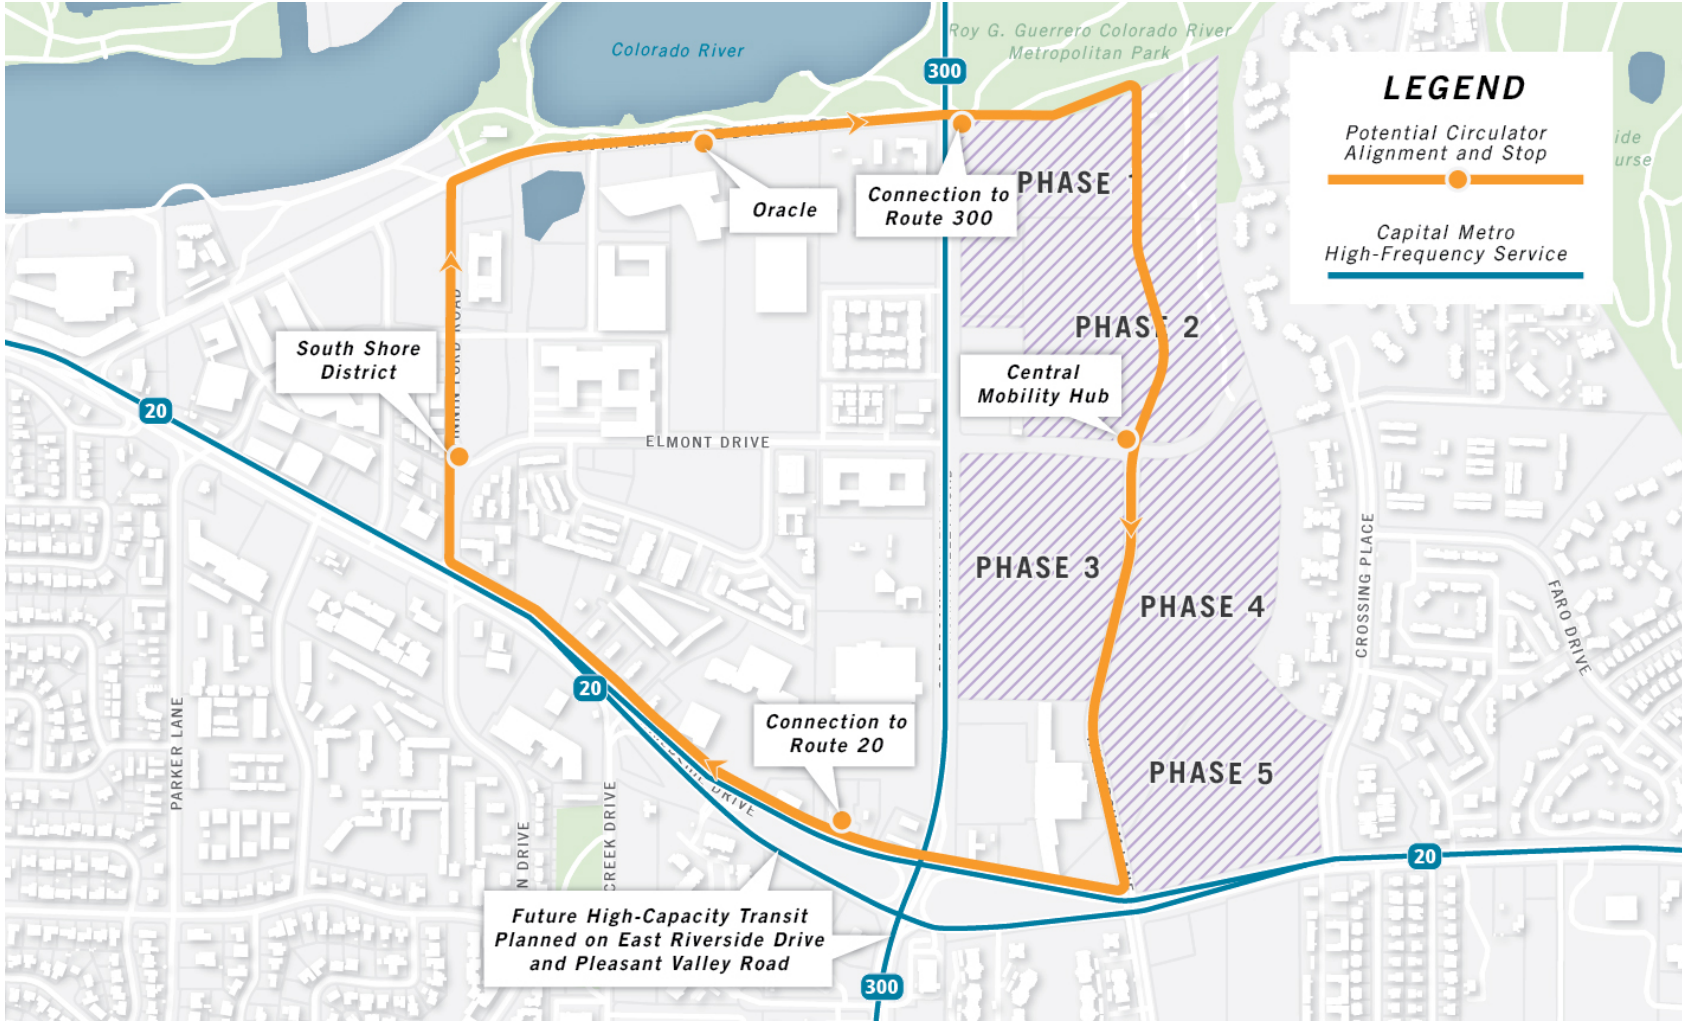 Colorado River
Roy G. Guerrero Colorado River
Metropolitan Park
300
LEGEND
Potential Circulator
Alignment and Stop
Capital Metro
High-Frequency Service
Oracle
Connection to
Route 300
PHASE 1
PHASE 2
South Shore
District
Central
Mobility Hub
20
ELMONT DRIVE
PHASE 3
PHASE 4
CROSSING PLACE
FARO DRIVE
20
PARKER LANE
Connection to
Route 20
PHASE 5
DRIVE
CREEK DRIVE
DRIVE
20
Future High-Capacity Transit
Planned on East Riverside Drive
and Pleasant Valley Road
300